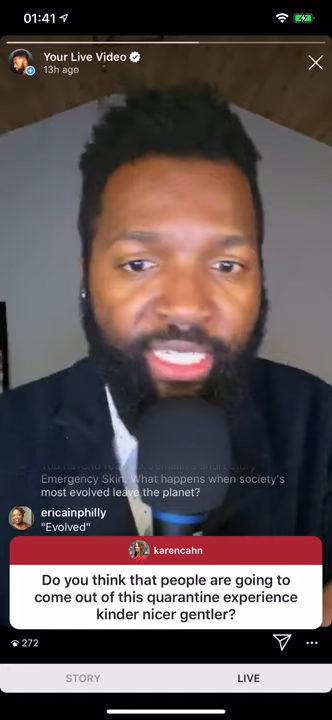 01:41
Your Live Video
13h ago
Emergency Skin. What happens when society's
most evolved leave the planet?
ericainphilly
"Evolved"
karencahn
Do you think that people are going to
come out of this quarantine experience
kinder nicer gentler?
272
STORY
LIVE